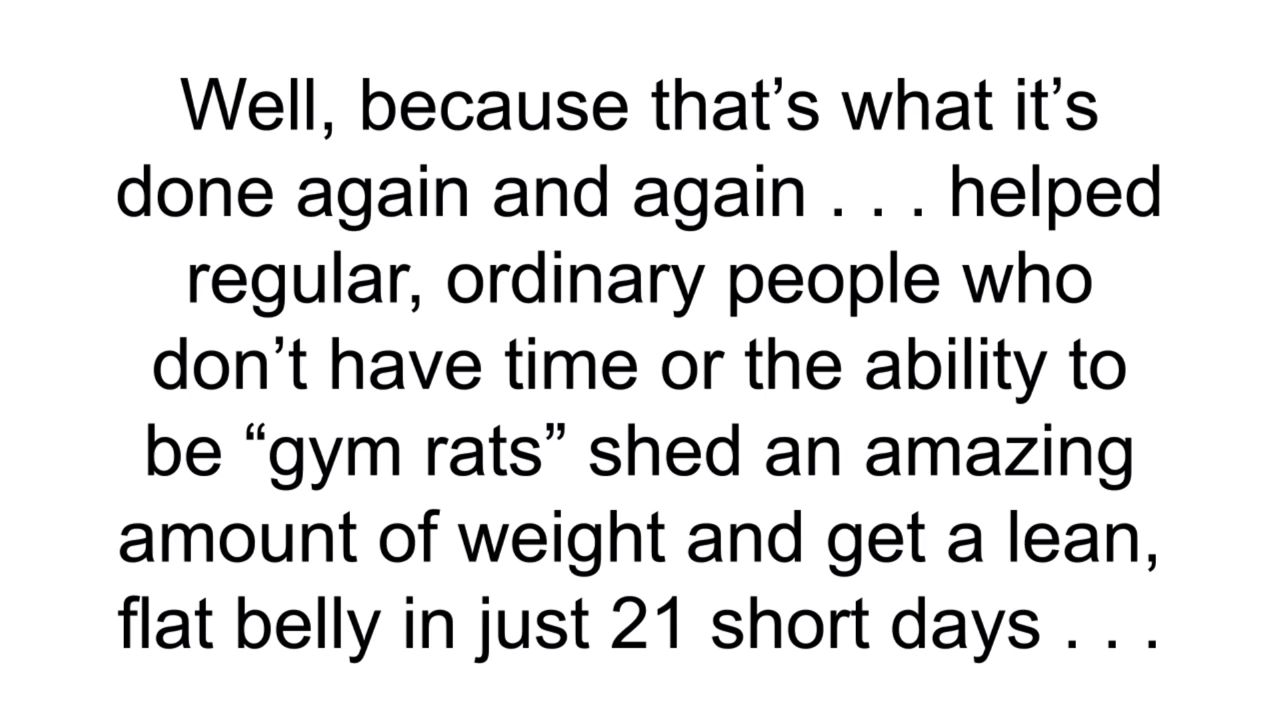 Well, because that’s what it’s
done again and again . . . helped
regular, ordinary people who
don’t have time or the ability to
be “gym rats” shed an amazing
amount of weight and get a lean,
flat belly in just 21 short days . . .